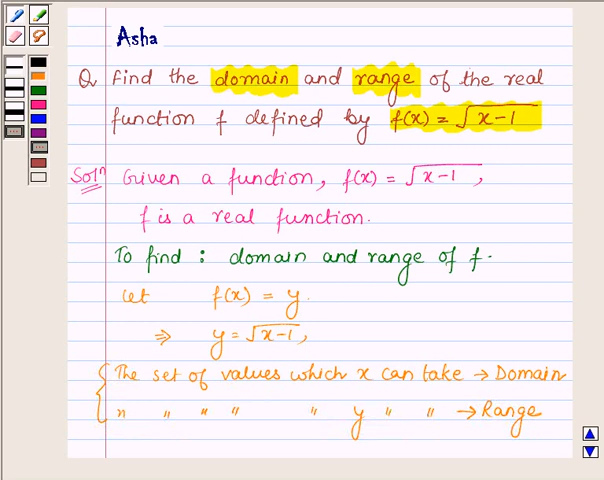 Asha
Q Find the domain and range of the real
function f defined by f(x) = √x-1
Soln Given a function, f(x) = √x-1,
f is a real function.
To find : domain and range of f.
Let f(x) = y.
⇒ y = √x-1,
{The set of values which x can take → Domain
" " " " " y " " → Range